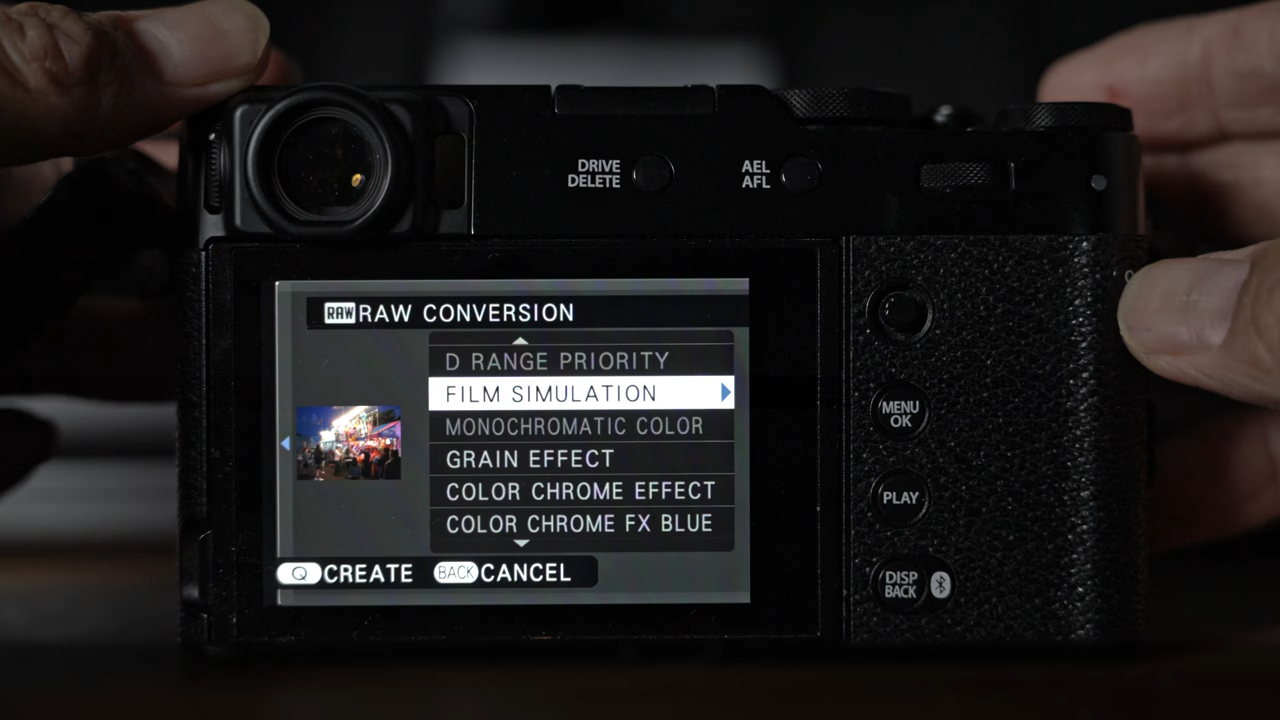 DRIVE
DELETE
AEL
AFL
RAW RAW CONVERSION
D RANGE PRIORITY
FILM SIMULATION
MONOCHROMATIC COLOR
GRAIN EFFECT
COLOR CHROME EFFECT
COLOR CHROME FX BLUE
Q CREATE BACK CANCEL
MENU
OK
PLAY
DISP
BACK